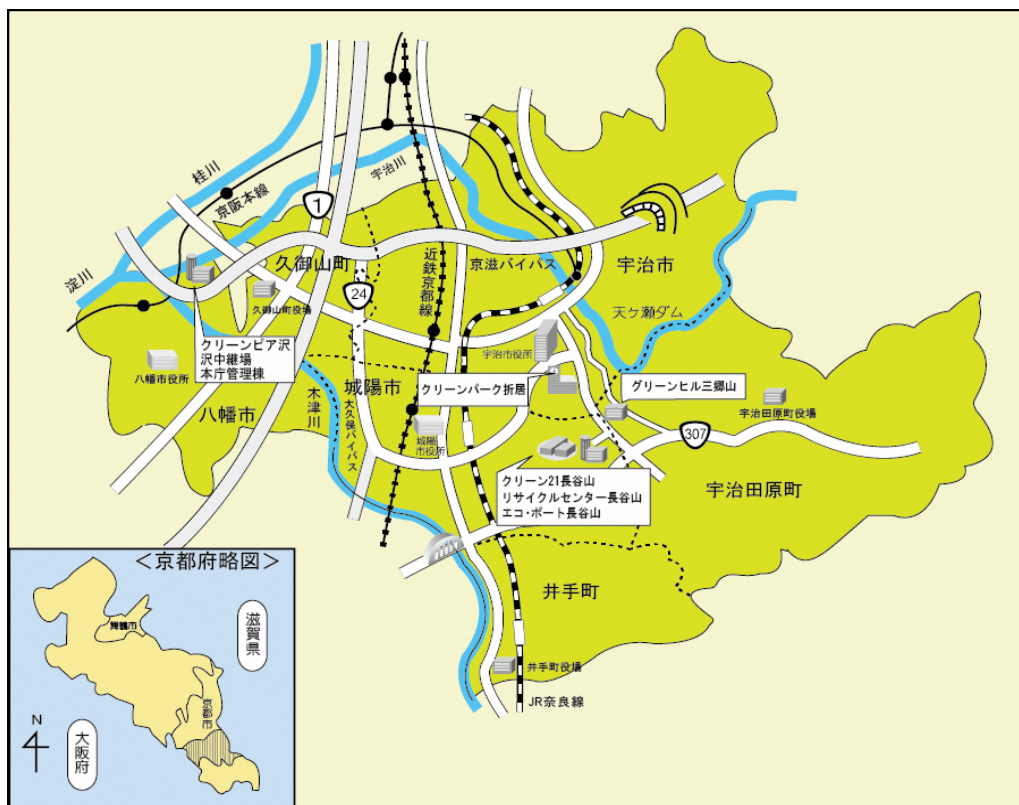 桂川
京阪本線
宇治川
1
淀川
久御山町
24
近鉄京都線
京滋バイパス
宇治市
天ケ瀬ダム
久御山町役場
クリーンピア沢
沢中継場
本庁管理棟
八幡市役所
八幡市
木津川
城陽市
大久保バイパス
城陽
市役所
宇治市役所
クリーンパーク折居
グリーンヒル三郷山
宇治田原町役場
307
クリーン21長谷山
リサイクルセンター長谷山
エコ・ポート長谷山
宇治田原町
井手町
井手町役場
JR奈良線
＜京都府略図＞
舞鶴市
滋賀県
京都市
N
大阪府